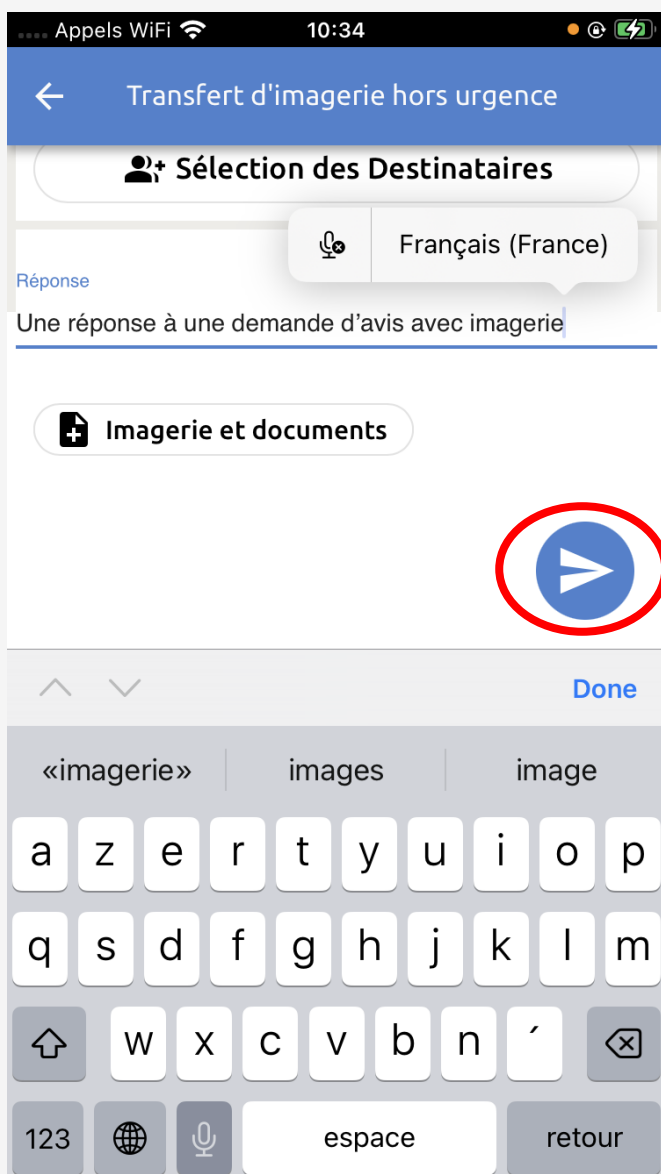 .... Appels WiFi 10:34
Transfert d'imagerie hors urgence
Sélection des Destinataires
Français (France)
Réponse
Une réponse à une demande d’avis avec imagerie
Imagerie et documents
Done
«imagerie» images image
a z e r t y u i o p
q s d f g h j k l m
w x c v b n ´
123 espace retour